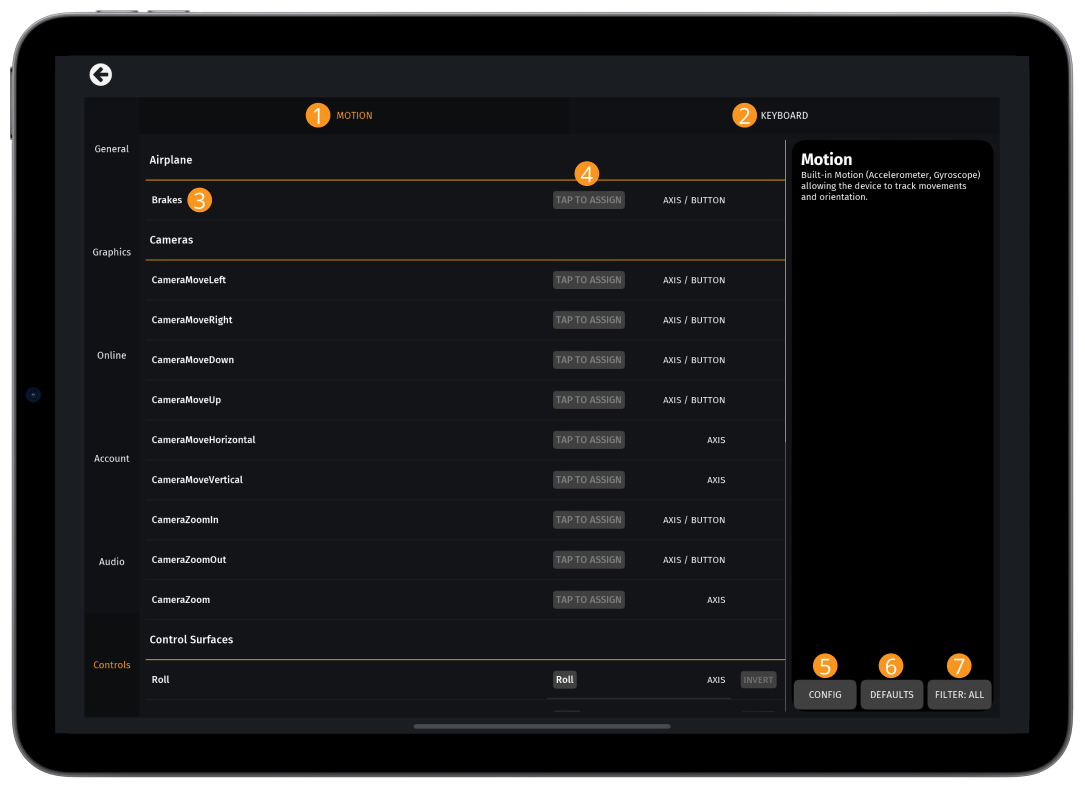 1 MOTION
2 KEYBOARD
General
Graphics
Online
Account
Audio
Controls
Airplane
4
Brakes 3 TAP TO ASSIGN AXIS / BUTTON
Cameras
CameraMoveLeft TAP TO ASSIGN AXIS / BUTTON
CameraMoveRight TAP TO ASSIGN AXIS / BUTTON
CameraMoveDown TAP TO ASSIGN AXIS / BUTTON
CameraMoveUp TAP TO ASSIGN AXIS / BUTTON
CameraMoveHorizontal TAP TO ASSIGN AXIS
CameraMoveVertical TAP TO ASSIGN AXIS
CameraZoomIn TAP TO ASSIGN AXIS / BUTTON
CameraZoomOut TAP TO ASSIGN AXIS / BUTTON
CameraZoom TAP TO ASSIGN AXIS
Control Surfaces
Roll Roll AXIS INVERT
Motion
Built-in Motion (Accelerometer, Gyroscope)
allowing the device to track movements
and orientation.
5 6 7
CONFIG DEFAULTS FILTER: ALL